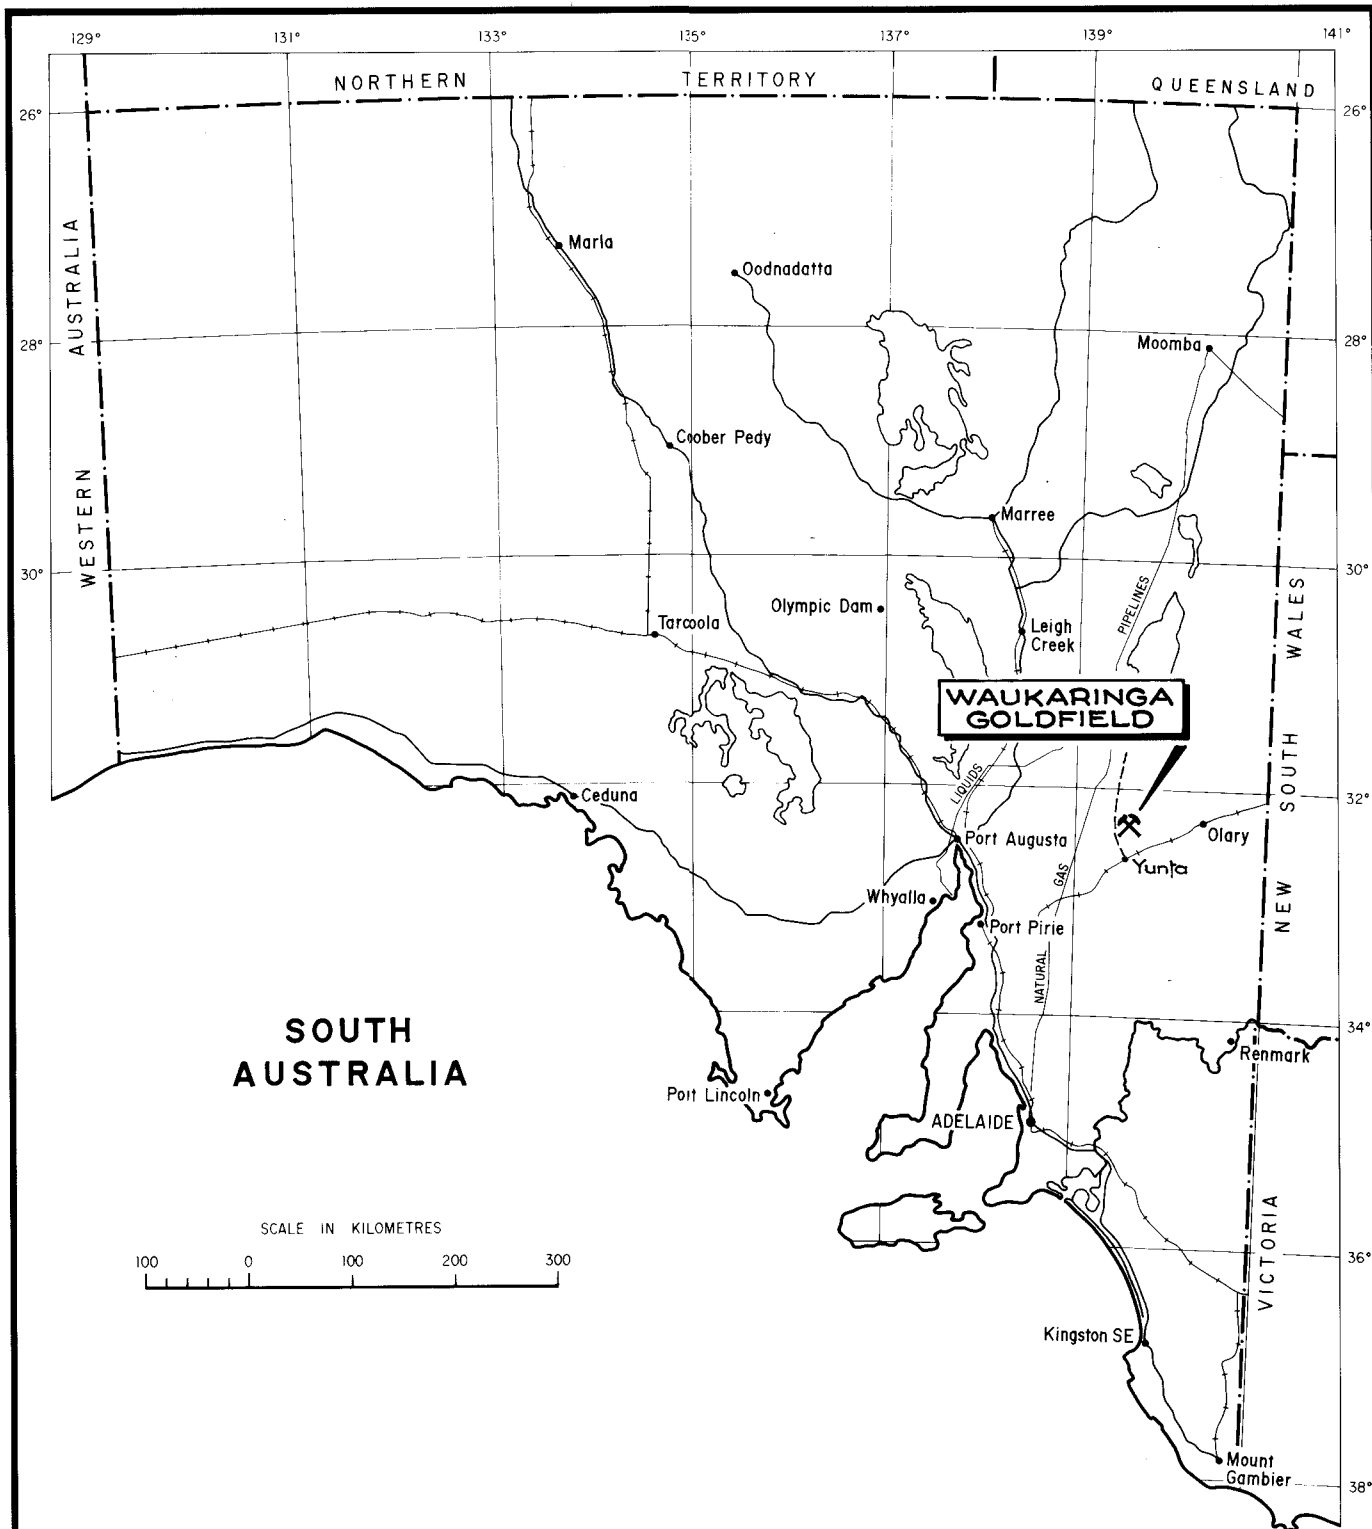 129° 131° 133° 135° 137° 139° 141°
NORTHERN TERRITORY QUEENSLAND
26° 26°
WESTERN AUSTRALIA
Marla
Oodnadatta
28° 28°
Moomba
Coober Pedy
Marree
30° 30°
Olympic Dam
PIPELINES
Tarcoola
Leigh
Creek
NEW SOUTH WALES
WAUKARINGA
GOLDFIELD
LIQUIDS
32° 32°
Ceduna
Port Augusta
Olary
Yunta
GAS
Whyalla
Port Pirie
NATURAL
SOUTH
AUSTRALIA
34° 34°
Renmark
Port Lincoln
ADELAIDE
VICTORIA
SCALE IN KILOMETRES
100 0 100 200 300
36°
Kingston SE
Mount
Gambier
38°